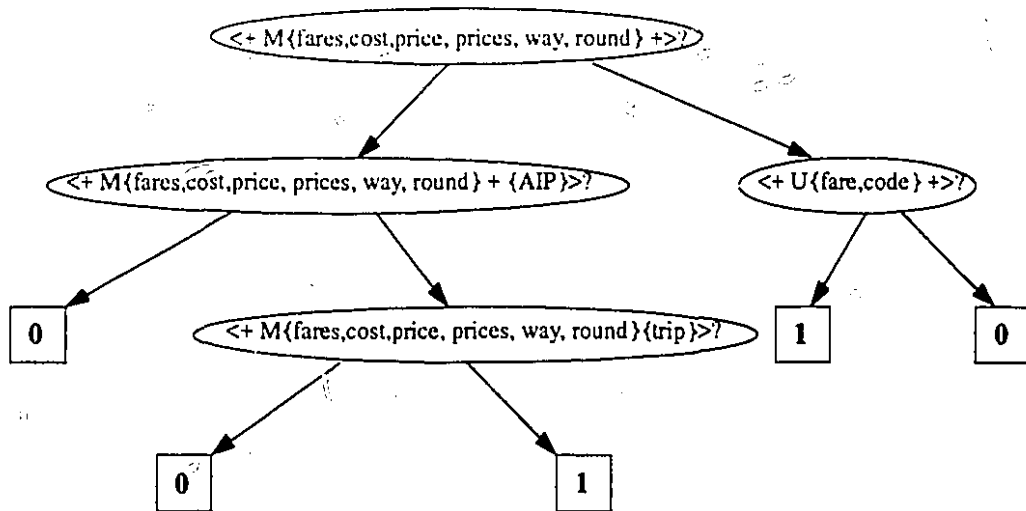 <+ M{fares,cost,price, prices, way, round} +>?
<+ M{fares,cost,price, prices, way, round} + {AIP}>?
<+ U{fare,code} +>?
0
<+ M{fares,cost,price, prices, way, round}{trip}>?
1
0
0
1